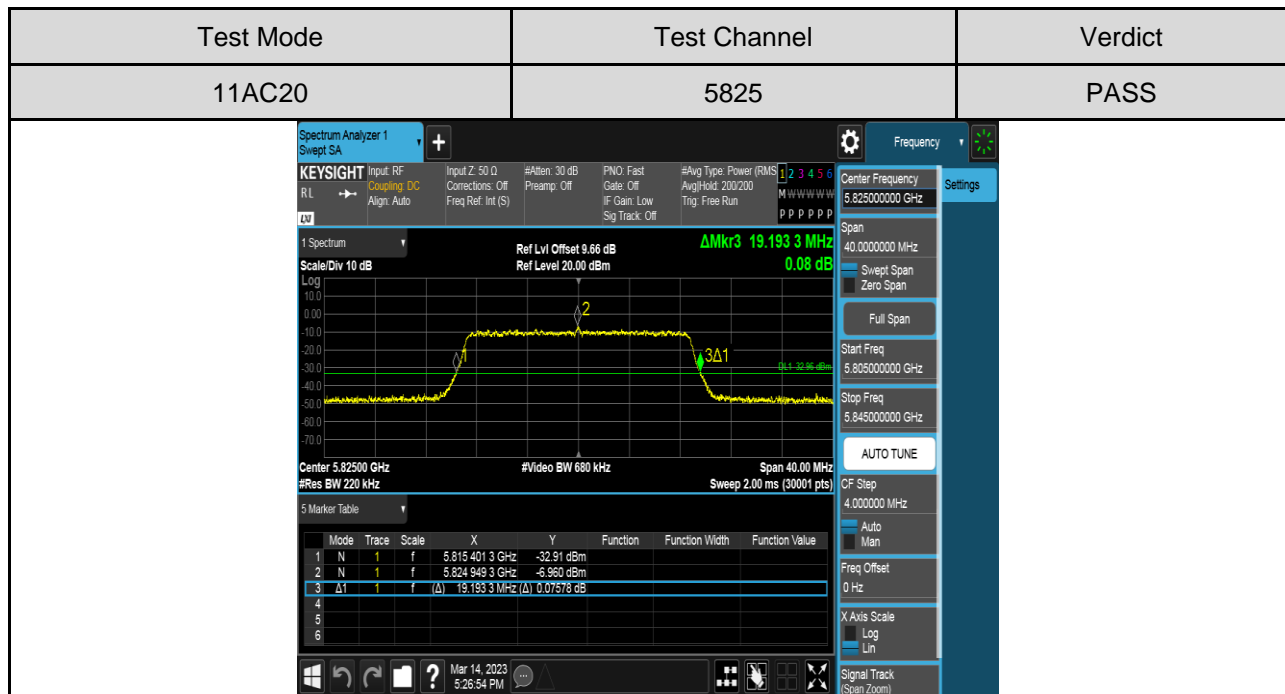 Test Mode Test Channel Verdict
11AC20 5825 PASS
Spectrum Analyzer 1
Swept SA
+
Frequency
KEYSIGHT Input: RF Input Z: 50 Ω #Atten: 30 dB PNO: Fast #Avg Type: Power (RMS 1 2 3 4 5 6
RL Coupling: DC Corrections: Off Preamp: Off Gate: Off Avg|Hold: 200/200 M W W W W W
Align: Auto Freq Ref: Int (S) IF Gain: Low Trig: Free Run
LXI Sig Track: Off P P P P P P
1 Spectrum
Scale/Div 10 dB
Ref Lvl Offset 9.66 dB
Ref Level 20.00 dBm
ΔMkr3 19.193 3 MHz
0.08 dB
Log
10.0
0.00
-10.0
-20.0
-30.0
-40.0
-50.0
-60.0
-70.0
1
2
3Δ1
DL1 -32.96 dBm
Center 5.82500 GHz #Video BW 680 kHz Span 40.00 MHz
#Res BW 220 kHz Sweep 2.00 ms (30001 pts)
5 Marker Table
Mode Trace Scale X Y Function Function Width Function Value
1 N 1 f 5.815 401 3 GHz -32.91 dBm
2 N 1 f 5.824 949 3 GHz -6.960 dBm
3 Δ1 1 f (Δ) 19.193 3 MHz (Δ) 0.07578 dB
4
5
6
? Mar 14, 2023
5:26:54 PM
Center Frequency
5.825000000 GHz
Settings
Span
40.0000000 MHz
Swept Span
Zero Span
Full Span
Start Freq
5.805000000 GHz
Stop Freq
5.845000000 GHz
AUTO TUNE
CF Step
4.000000 MHz
Auto
Man
Freq Offset
0 Hz
X Axis Scale
Log
Lin
Signal Track
(Span Zoom)